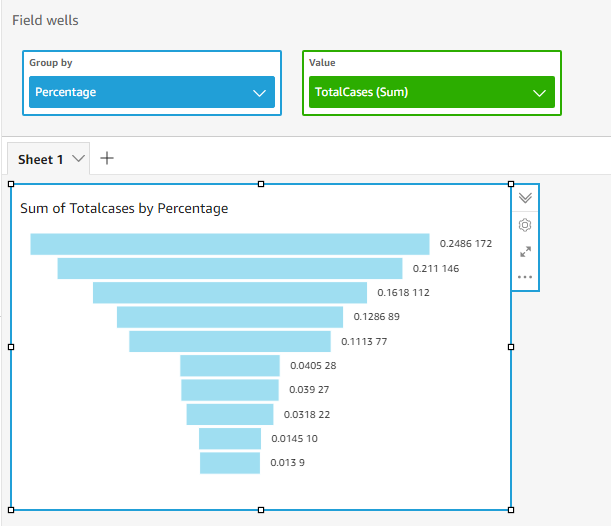 Field wells
Group by
Value
Percentage
TotalCases (Sum)
Sheet 1
Sum of Totalcases by Percentage
0.2486 172
0.211 146
0.1618 112
0.1286 89
0.1113 77
0.0405 28
0.039 27
0.0318 22
0.0145 10
0.013 9